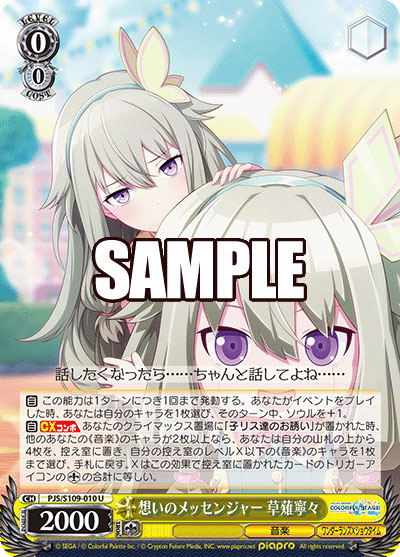 LEVEL
0
0
COST
SAMPLE
話したくなったら……ちゃんと話してよね……
自 この能力は1ターンにつき1回まで発動する。あなたがイベントをプレイ
した時、あなたは自分のキャラを1枚選び、そのターン中、ソウルを+1。
自 CXコンボ あなたのクライマックス置場に「子リス達のお誘い」が置かれた時、
他のあなたの《音楽》のキャラが2枚以上なら、あなたは自分の山札の上から
4枚を、控え室に置き、自分の控え室のレベルX以下の《音楽》のキャラを1枚ま
で選び、手札に戻す。Xはこの効果で控え室に置かれたカードのトリガーアイ
コンの の合計に等しい。
CH PJS/S109-010 U
POWER
2000
想いのメッセンジャー 草薙寧々
音楽
ワンダーランズ×ショウタイム
© SEGA / © Colorful Palette Inc. / © Crypton Future Media, INC. www.piapro.net piapro All rights reserved.